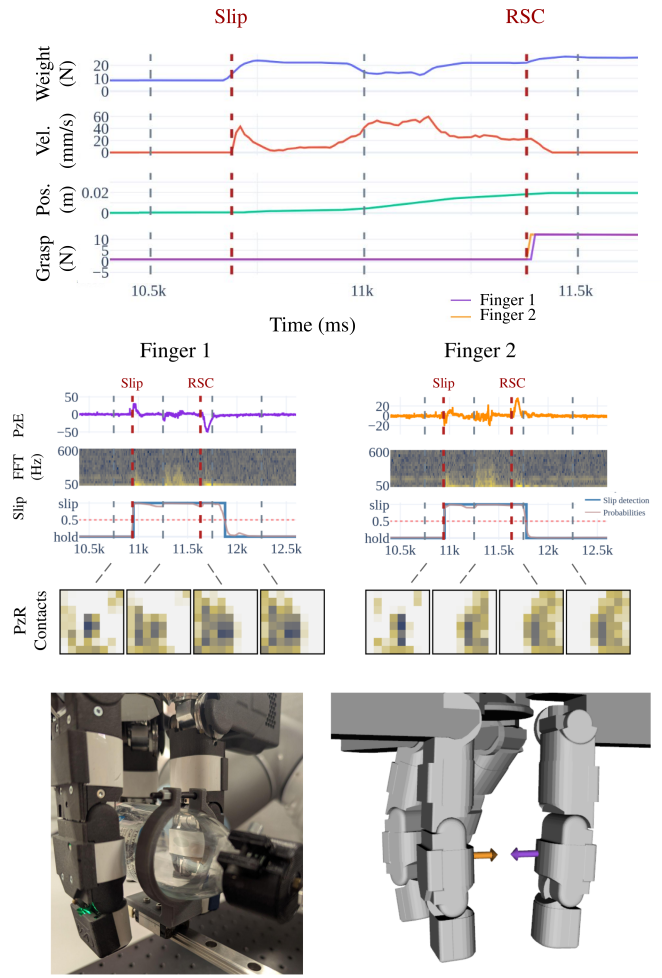 Slip RSC
Weight (N)
20
10
0
Vel. (mm/s)
60
40
20
0
Pos. (m)
0.02
0
Grasp (N)
10
5
0
−5
10.5k 11k 11.5k
Time (ms)
Finger 1
Finger 2
Finger 1 Finger 2
Slip RSC Slip RSC
PzE
50
0
−50
20
0
−20
FFT (Hz)
600
50
600
50
Slip
slip
0.5
hold
10.5k 11k 11.5k 12k 12.5k
slip
0.5
hold
10.5k 11k 11.5k 12k 12.5k
Slip detection
Probabilities
PzR Contacts